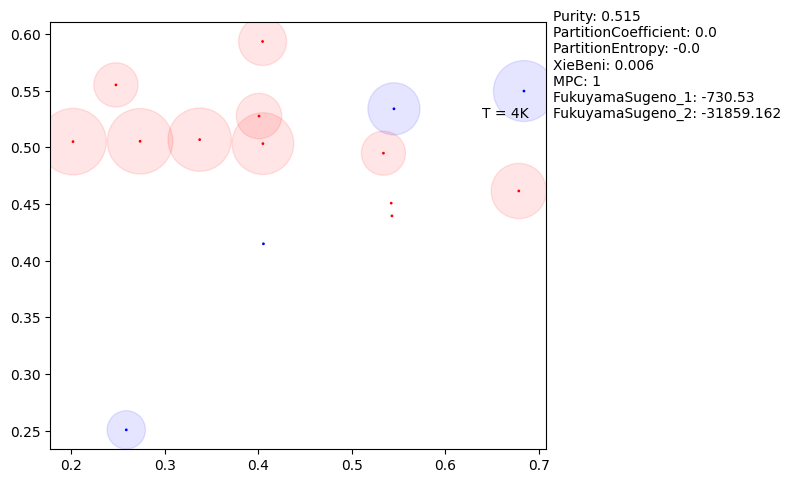 0.60
0.55
0.50
0.45
0.40
0.35
0.30
0.25
0.2
0.3
0.4
0.5
0.6
0.7
T = 4K
Purity: 0.515
PartitionCoefficient: 0.0
PartitionEntropy: -0.0
XieBeni: 0.006
MPC: 1
FukuyamaSugeno_1: -730.53
FukuyamaSugeno_2: -31859.162